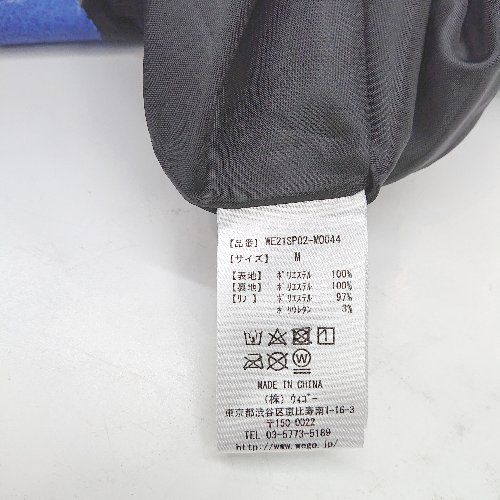 【品番】 WE21SP02-MO044
【サイズ】 M
【表地】 ポリエステル 100%
【裏地】 ポリエステル 100%
【リブ】 ポリエステル 97%
ポリウレタン 3%
MADE IN CHINA
(株) ウィゴー
東京都渋谷区恵比寿南1-16-3
〒150-0022
TEL 03-5773-5189
http://www.wego.jp/